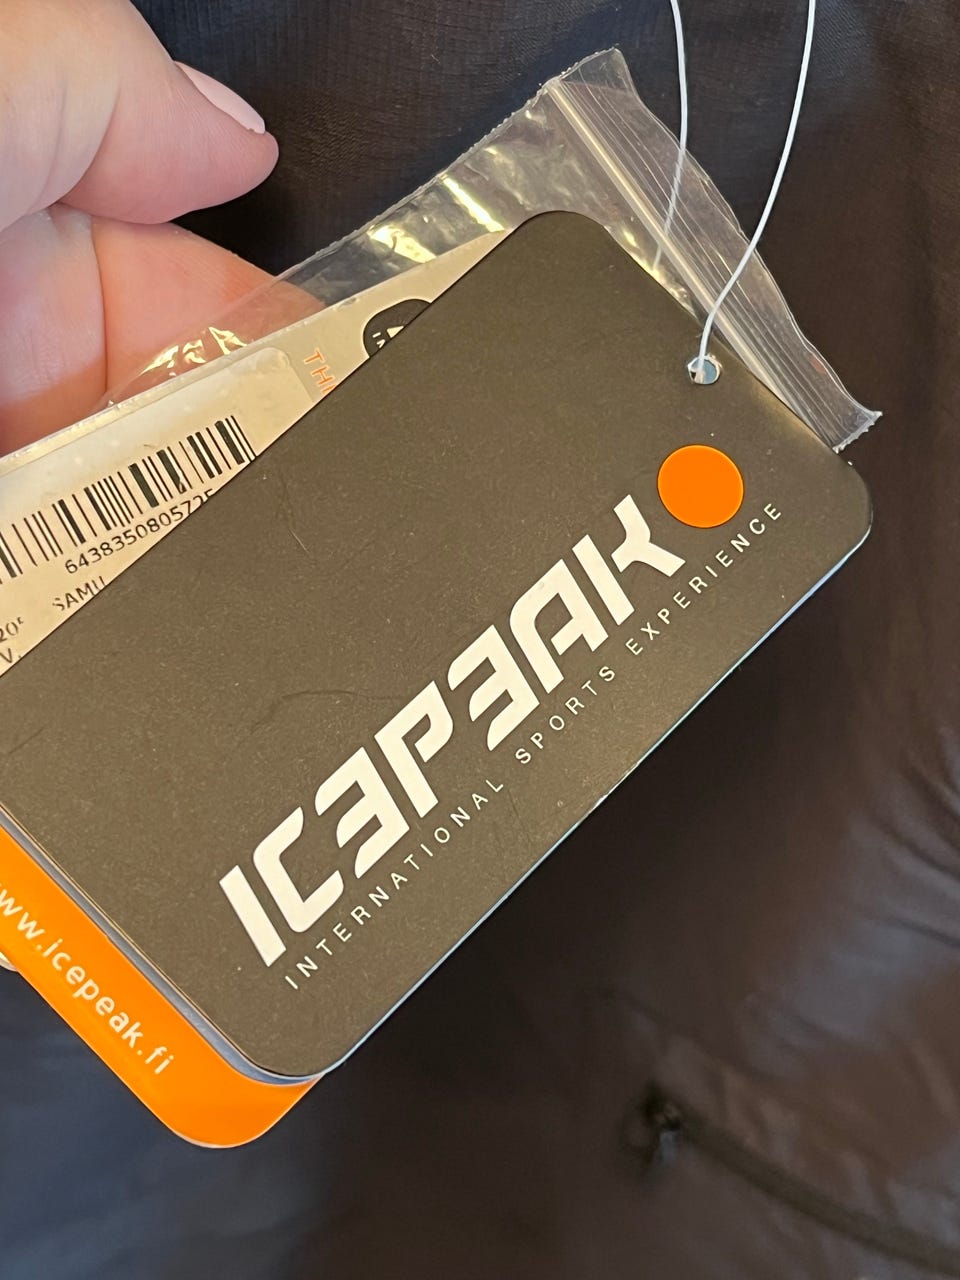 6438350805725
SAMU
ICEPEAK
INTERNATIONAL SPORTS EXPERIENCE
www.icepeak.fi